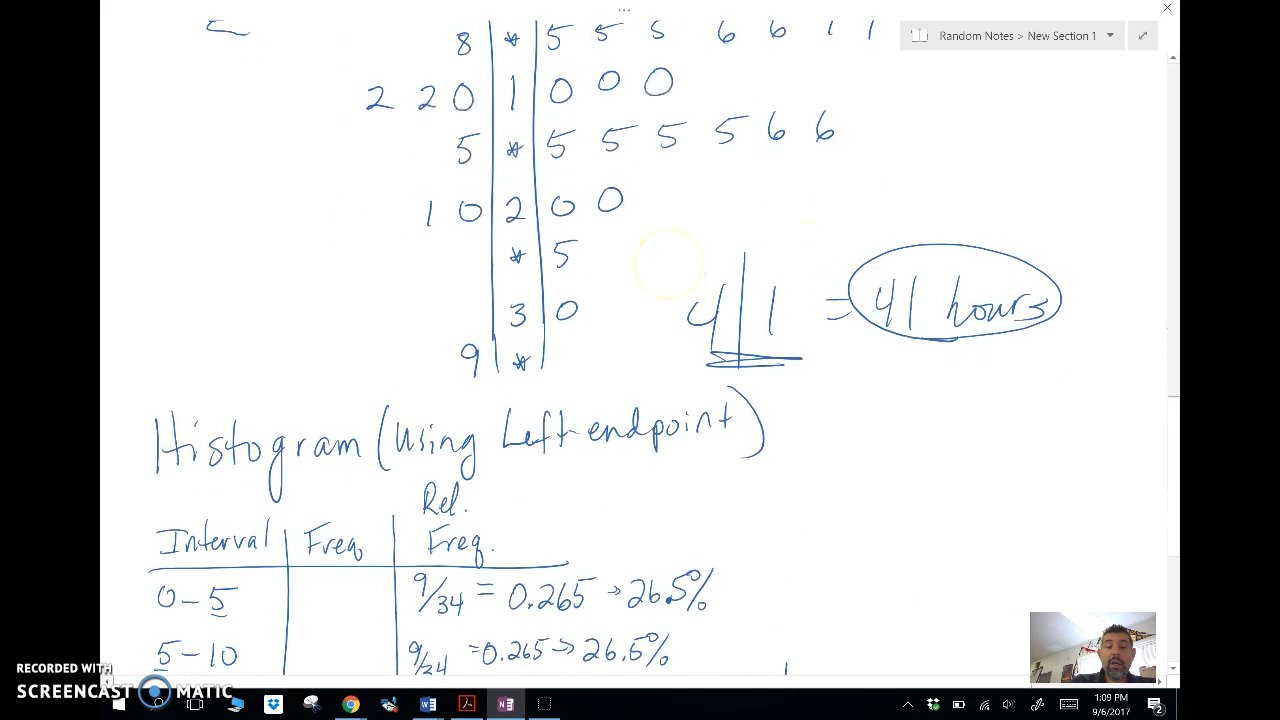 Random Notes > New Section 1
8 * 5 5 5 6 6
2 2 0 1 0 0 0
5 * 5 5 5 5 6 6
1 0 2 0 0
* 5
3 0
9 *
4 | 1 = 41 hours
Histogram (Using Left-endpoint)
Interval Freq. Rel. Freq.
0-5 9/34 = 0.265 → 26.5%
5-10 9/34 = 0.265 → 26.5%
RECORDED WITH
SCREENCAST MATIC
1:09 PM
9/6/2017
2